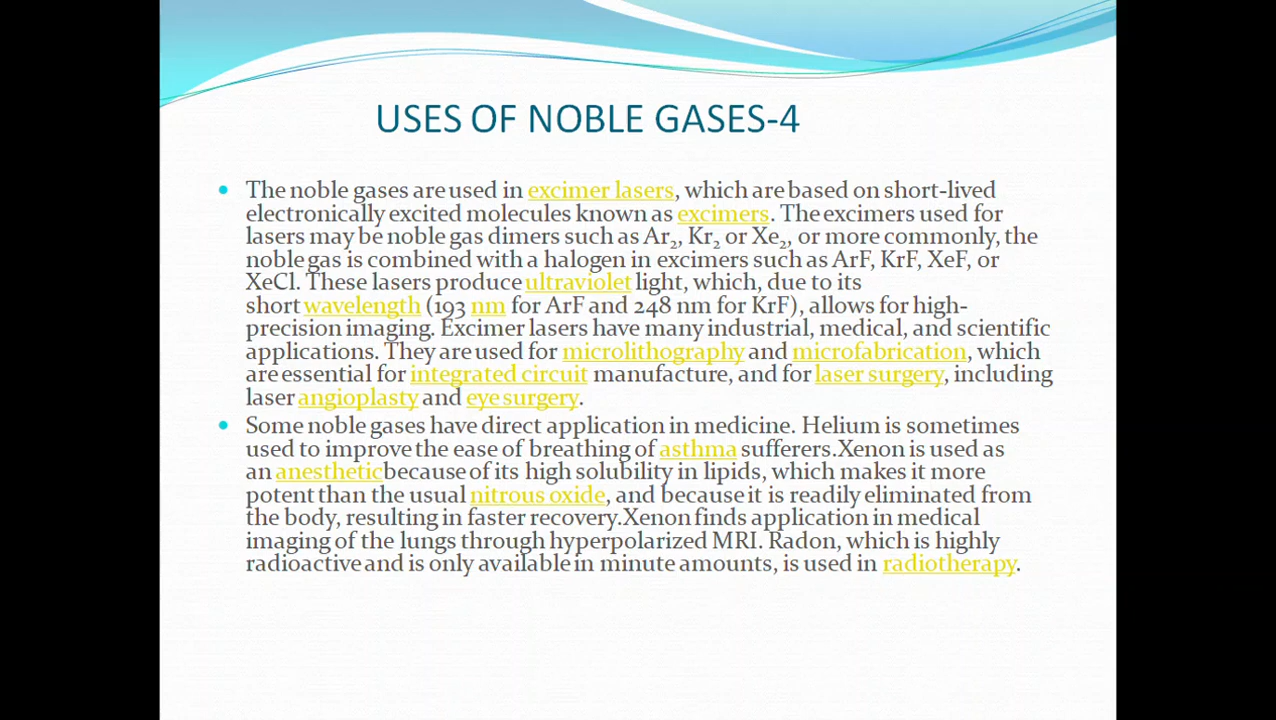 USES OF NOBLE GASES-4
• The noble gases are used in excimer lasers, which are based on short-lived
electronically excited molecules known as excimers. The excimers used for
lasers may be noble gas dimers such as Ar₂, Kr₂ or Xe₂, or more commonly, the
noble gas is combined with a halogen in excimers such as ArF, KrF, XeF, or
XeCl. These lasers produce ultraviolet light, which, due to its
short wavelength (193 nm for ArF and 248 nm for KrF), allows for high-
precision imaging. Excimer lasers have many industrial, medical, and scientific
applications. They are used for microlithography and microfabrication, which
are essential for integrated circuit manufacture, and for laser surgery, including
laser angioplasty and eye surgery.
• Some noble gases have direct application in medicine. Helium is sometimes
used to improve the ease of breathing of asthma sufferers.Xenon is used as
an anestheticbecause of its high solubility in lipids, which makes it more
potent than the usual nitrous oxide, and because it is readily eliminated from
the body, resulting in faster recovery.Xenon finds application in medical
imaging of the lungs through hyperpolarized MRI. Radon, which is highly
radioactive and is only available in minute amounts, is used in radiotherapy.